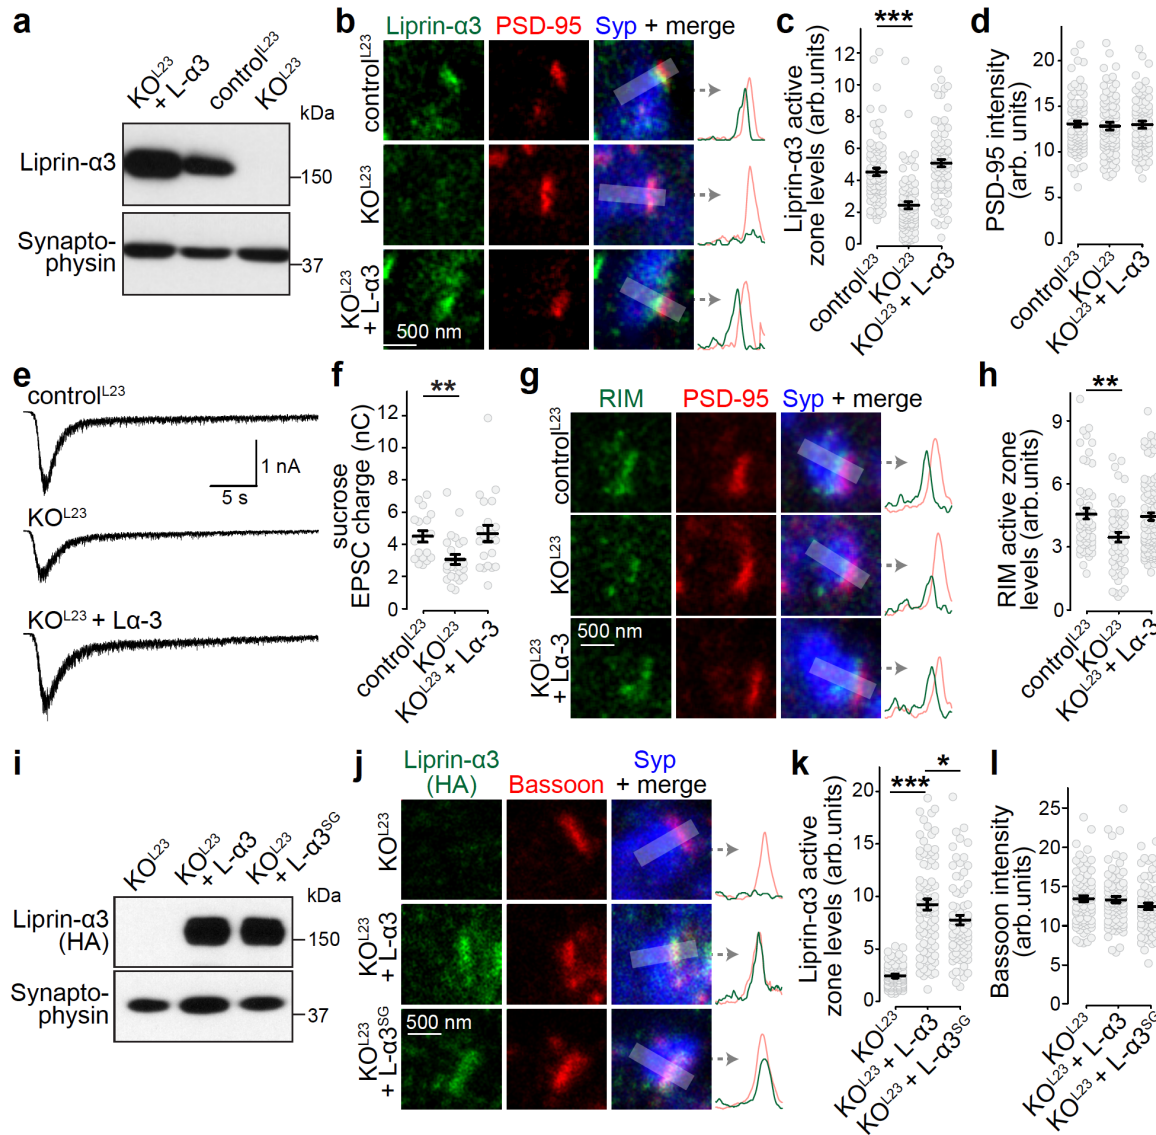 a
KO^L23 + L-α3
control^L23
KO^L23
kDa
Liprin-α3
150
Synapto-
physin
37
b
Liprin-α3 PSD-95 Syp + merge
control^L23
KO^L23
KO^L23
+ L-α3
500 nm
c
***
Liprin-α3 active
zone levels (arb.units)
12
10
8
6
4
2
0
control^L23
KO^L23
KO^L23 + L-α3
d
PSD-95 intensity
(arb. units)
20
15
10
5
0
control^L23
KO^L23
KO^L23 + L-α3
e
control^L23
1 nA
5 s
KO^L23
KO^L23 + Lα-3
f
**
sucrose
EPSC charge (nC)
12
10
8
6
4
2
0
control^L23
KO^L23
KO^L23 + Lα-3
g
RIM PSD-95 Syp + merge
control^L23
KO^L23
KO^L23
+ Lα-3
500 nm
h
**
RIM active zone
levels (arb.units)
9
6
3
0
control^L23
KO^L23
KO^L23 + Lα-3
i
KO^L23
KO^L23
+ L-α3
KO^L23
+ L-α3^SG
kDa
Liprin-α3
(HA)
150
Synapto-
physin
37
j
Liprin-α3
(HA)
Bassoon
Syp
+ merge
KO^L23
KO^L23
+ L-α3
KO^L23
+ L-α3^SG
500 nm
k
***
*
Liprin-α3 active
zone levels (arb.units)
20
15
10
5
0
KO^L23
KO^L23 + L-α3
KO^L23 + L-α3^SG
l
Bassoon intensity
(arb.units)
25
20
15
10
5
0
KO^L23
KO^L23 + L-α3
KO^L23 + L-α3^SG